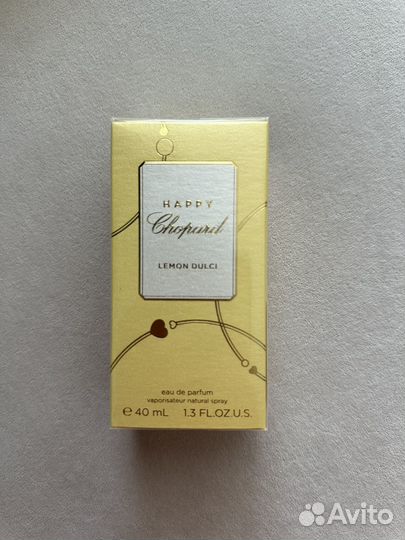 HAPPY
Chopard
LEMON DULCI
eau de parfum
vaporisateur natural spray
℮ 40 mL 1.3 FL.OZ.U.S.
Avito